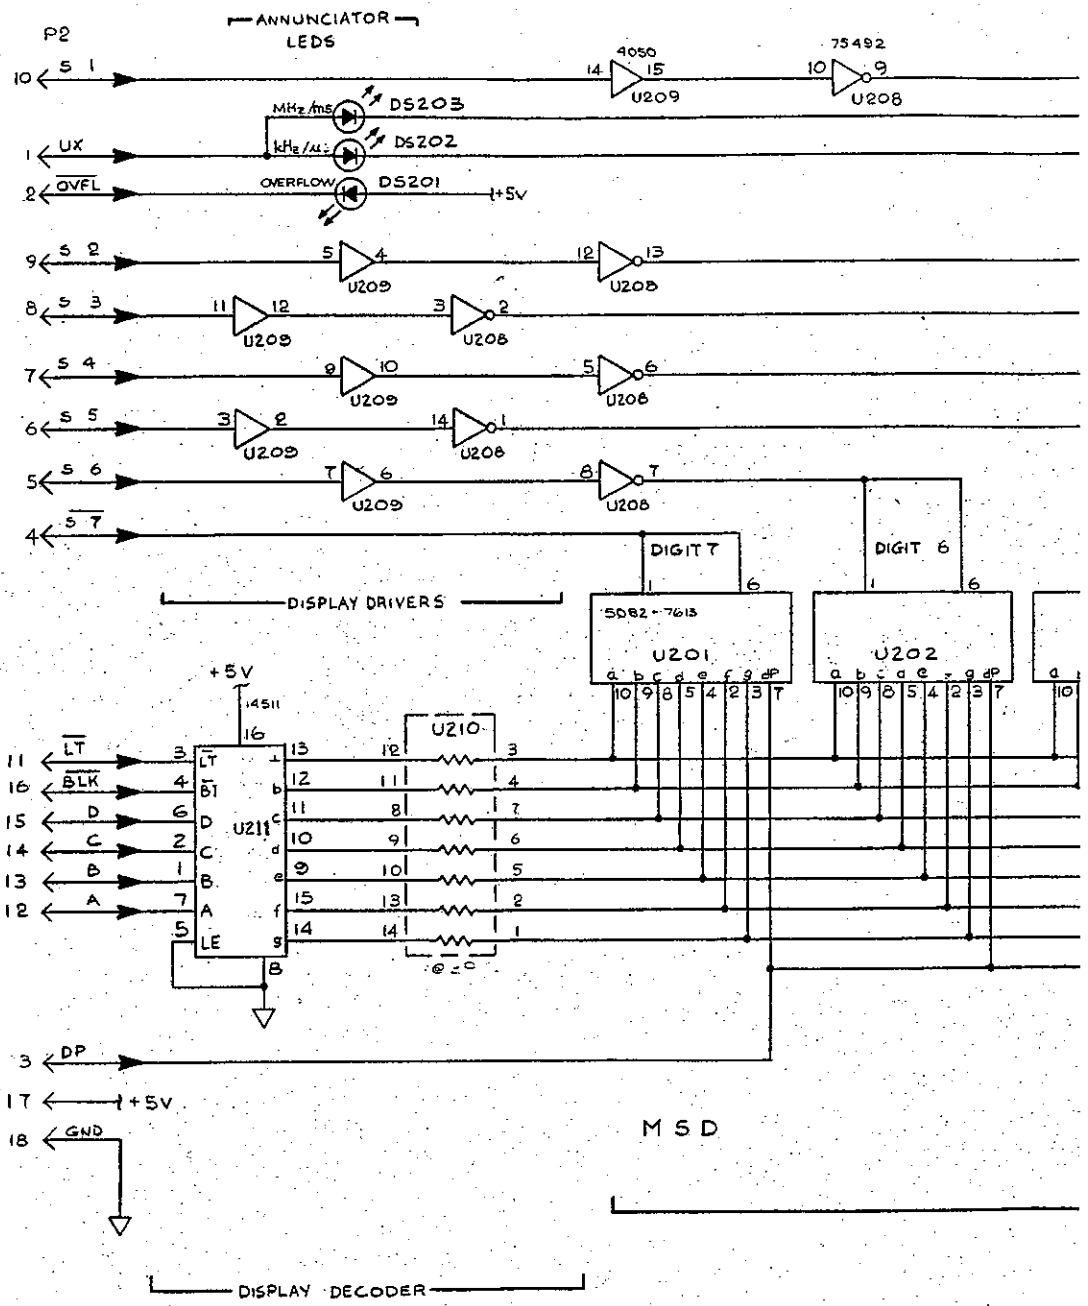 ANNUNCIATOR
LEDS
P2
10 S 1 4050 14 15 U209 75492 10 9 U208
MHz/ms DS203
1 UX DS202
2 OVFL OVERFLOW DS201 +5V
9 S 2 5 4 U209 12 13 U208
8 S 3 11 12 U209 3 2 U208
7 S 4 9 10 U209 5 6 U208
6 S 5 3 2 U209 14 1 U208
5 S 6 7 6 U209 8 7 U208
4 S 7
DIGIT 7 DIGIT 6
1 6 1 6
DISPLAY DRIVERS
5082-7613
U201 U202
a b c d e f g dP a b c d e g dP a
10 9 8 5 4 2 3 7 10 9 8 5 4 2 3 7 10
+5V
14511
16
U210
11 LT 3 LT 13 12 3
16 BLK 4 BI b 12 11 4
15 D 6 D c 11 8 7
U211
14 C 2 C d 10 9 6
13 B 1 B e 9 10 5
12 A 7 A f 15 13 2
5 LE g 14 14 1
8
3 DP
17 +5V
18 GND
MSD
DISPLAY DECODER